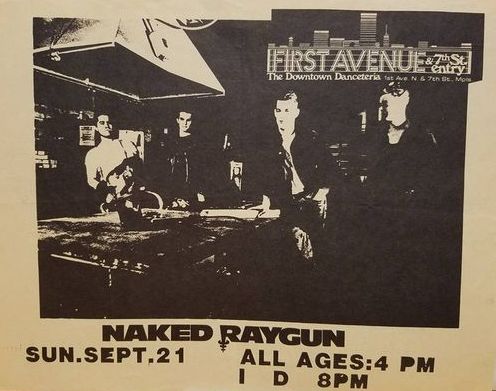 FIRST AVENUE & 7th St. entry
The Downtown Danceteria 1st Ave. N. & 7th St., Mpls
NAKED RAYGUN
SUN.SEPT.21 ALL AGES:4 PM
I D 8PM